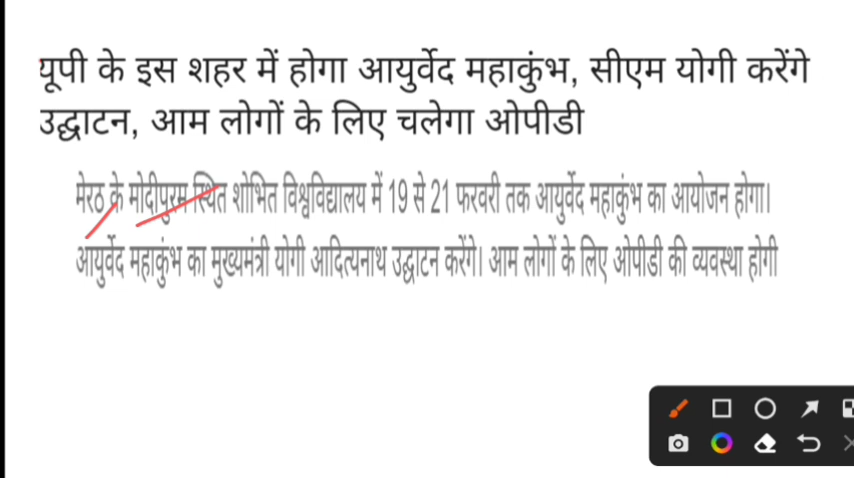 यूपी के इस शहर में होगा आयुर्वेद महाकुंभ, सीएम योगी करेंगे
उद्घाटन, आम लोगों के लिए चलेगा ओपीडी
मेरठ के मोदीपुरम स्थित शोभित विश्वविद्यालय में 19 से 21 फरवरी तक आयुर्वेद महाकुंभ का आयोजन होगा।
आयुर्वेद महाकुंभ का मुख्यमंत्री योगी आदित्यनाथ उद्घाटन करेंगे। आम लोगों के लिए ओपीडी की व्यवस्था होगी